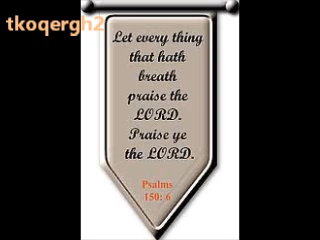 tkoqergh2
Let every thing
that hath
breath
praise the
LORD.
Praise ye
the LORD.
Psalms
150: 6